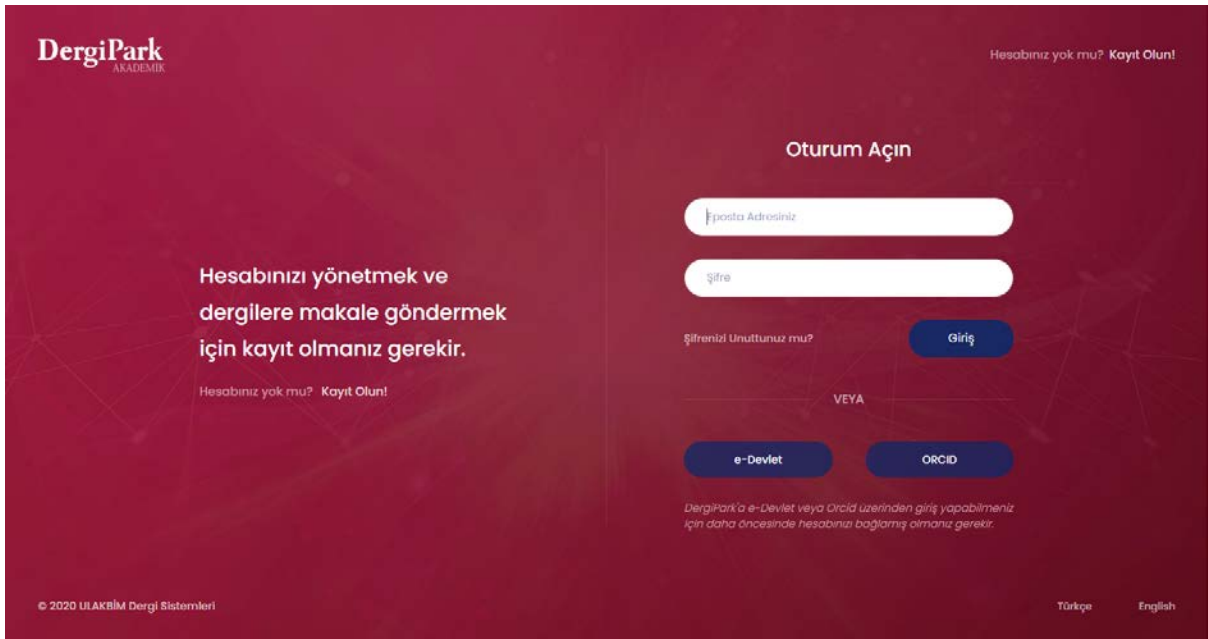 DergiPark
AKADEMİK
Hesabınız yok mu? Kayıt Olun!
Hesabınızı yönetmek ve
dergilere makale göndermek
için kayıt olmanız gerekir.
Hesabınız yok mu? Kayıt Olun!
Oturum Açın
Eposta Adresiniz
Şifre
Şifrenizi Unuttunuz mu?
Giriş
VEYA
e-Devlet
ORCID
DergiPark'a e-Devlet veya Orcid üzerinden giriş yapabilmeniz
için daha öncesinde hesabınızı bağlamış olmanız gerekir.
© 2020 ULAKBİM Dergi Sistemleri
Türkçe
English